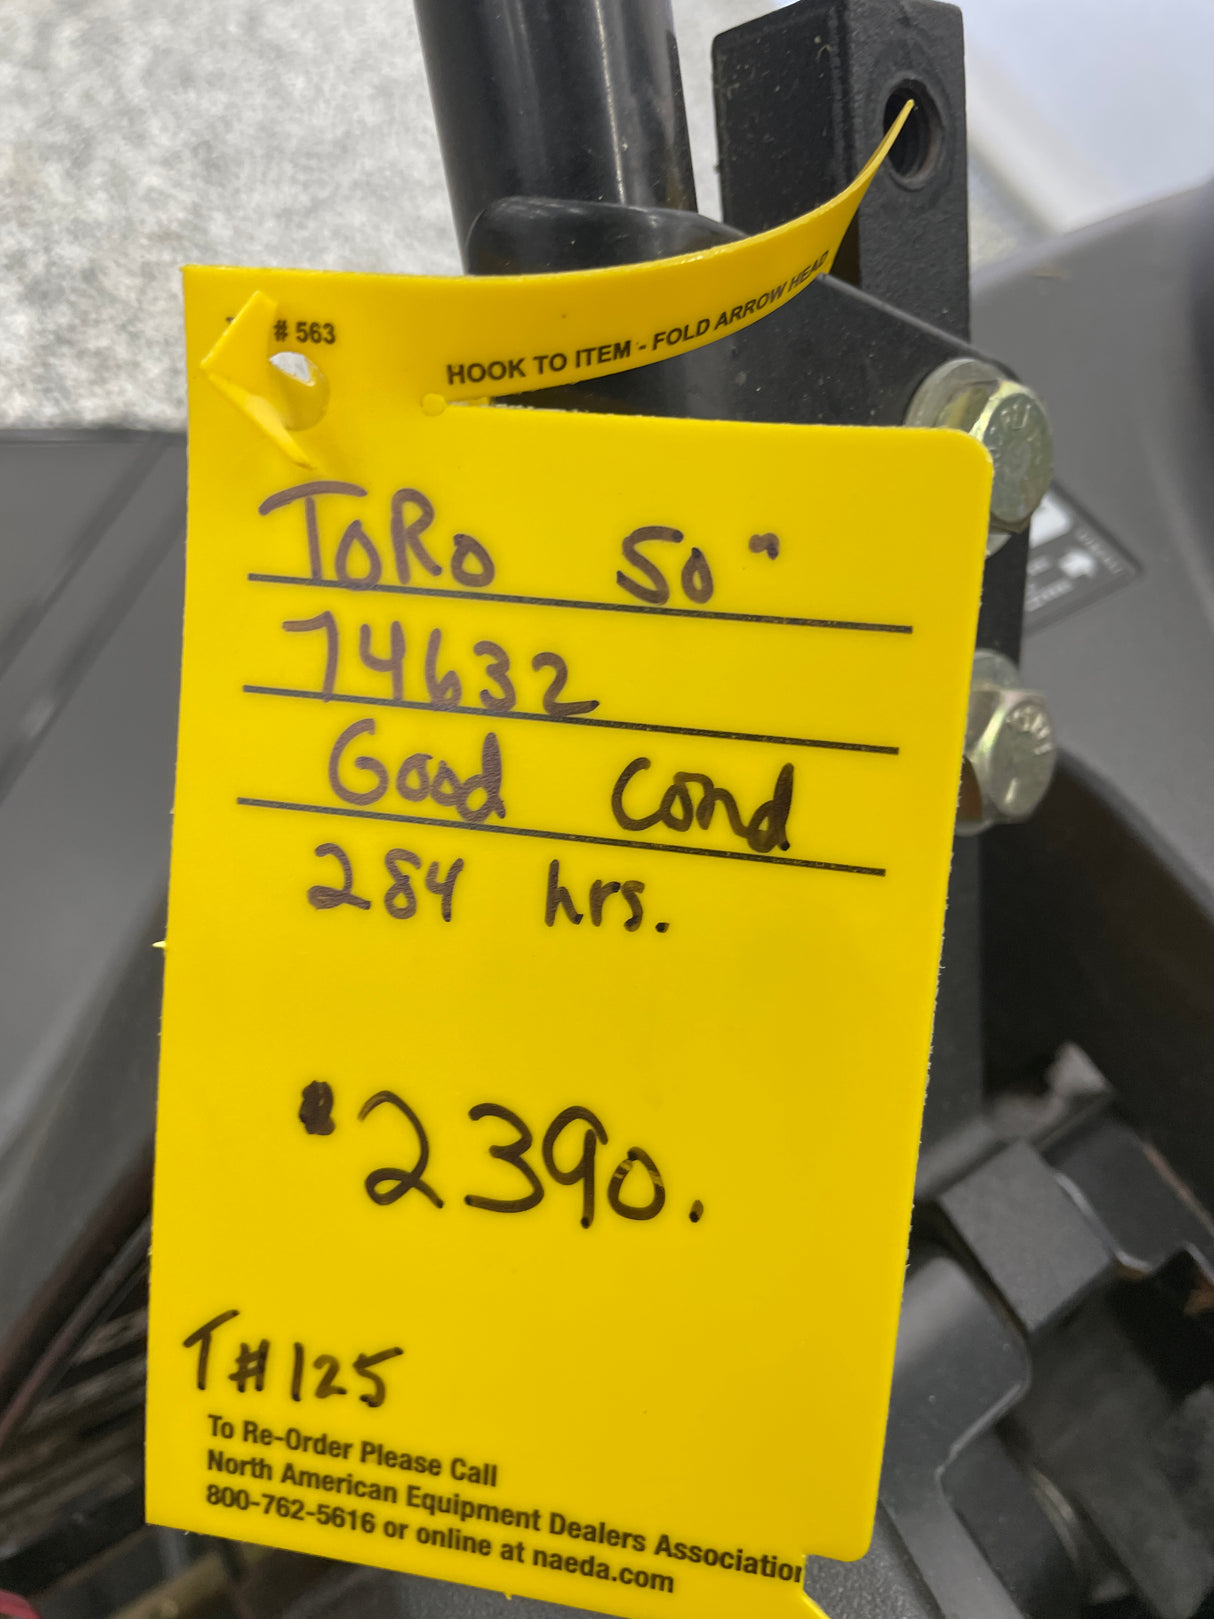 # 563
HOOK TO ITEM - FOLD ARROW HEAD
ToRo 50"
74632
Good Cond
284 hrs.
$2390.
T#125
To Re-Order Please Call
North American Equipment Dealers Association
800-762-5616 or online at naeda.com